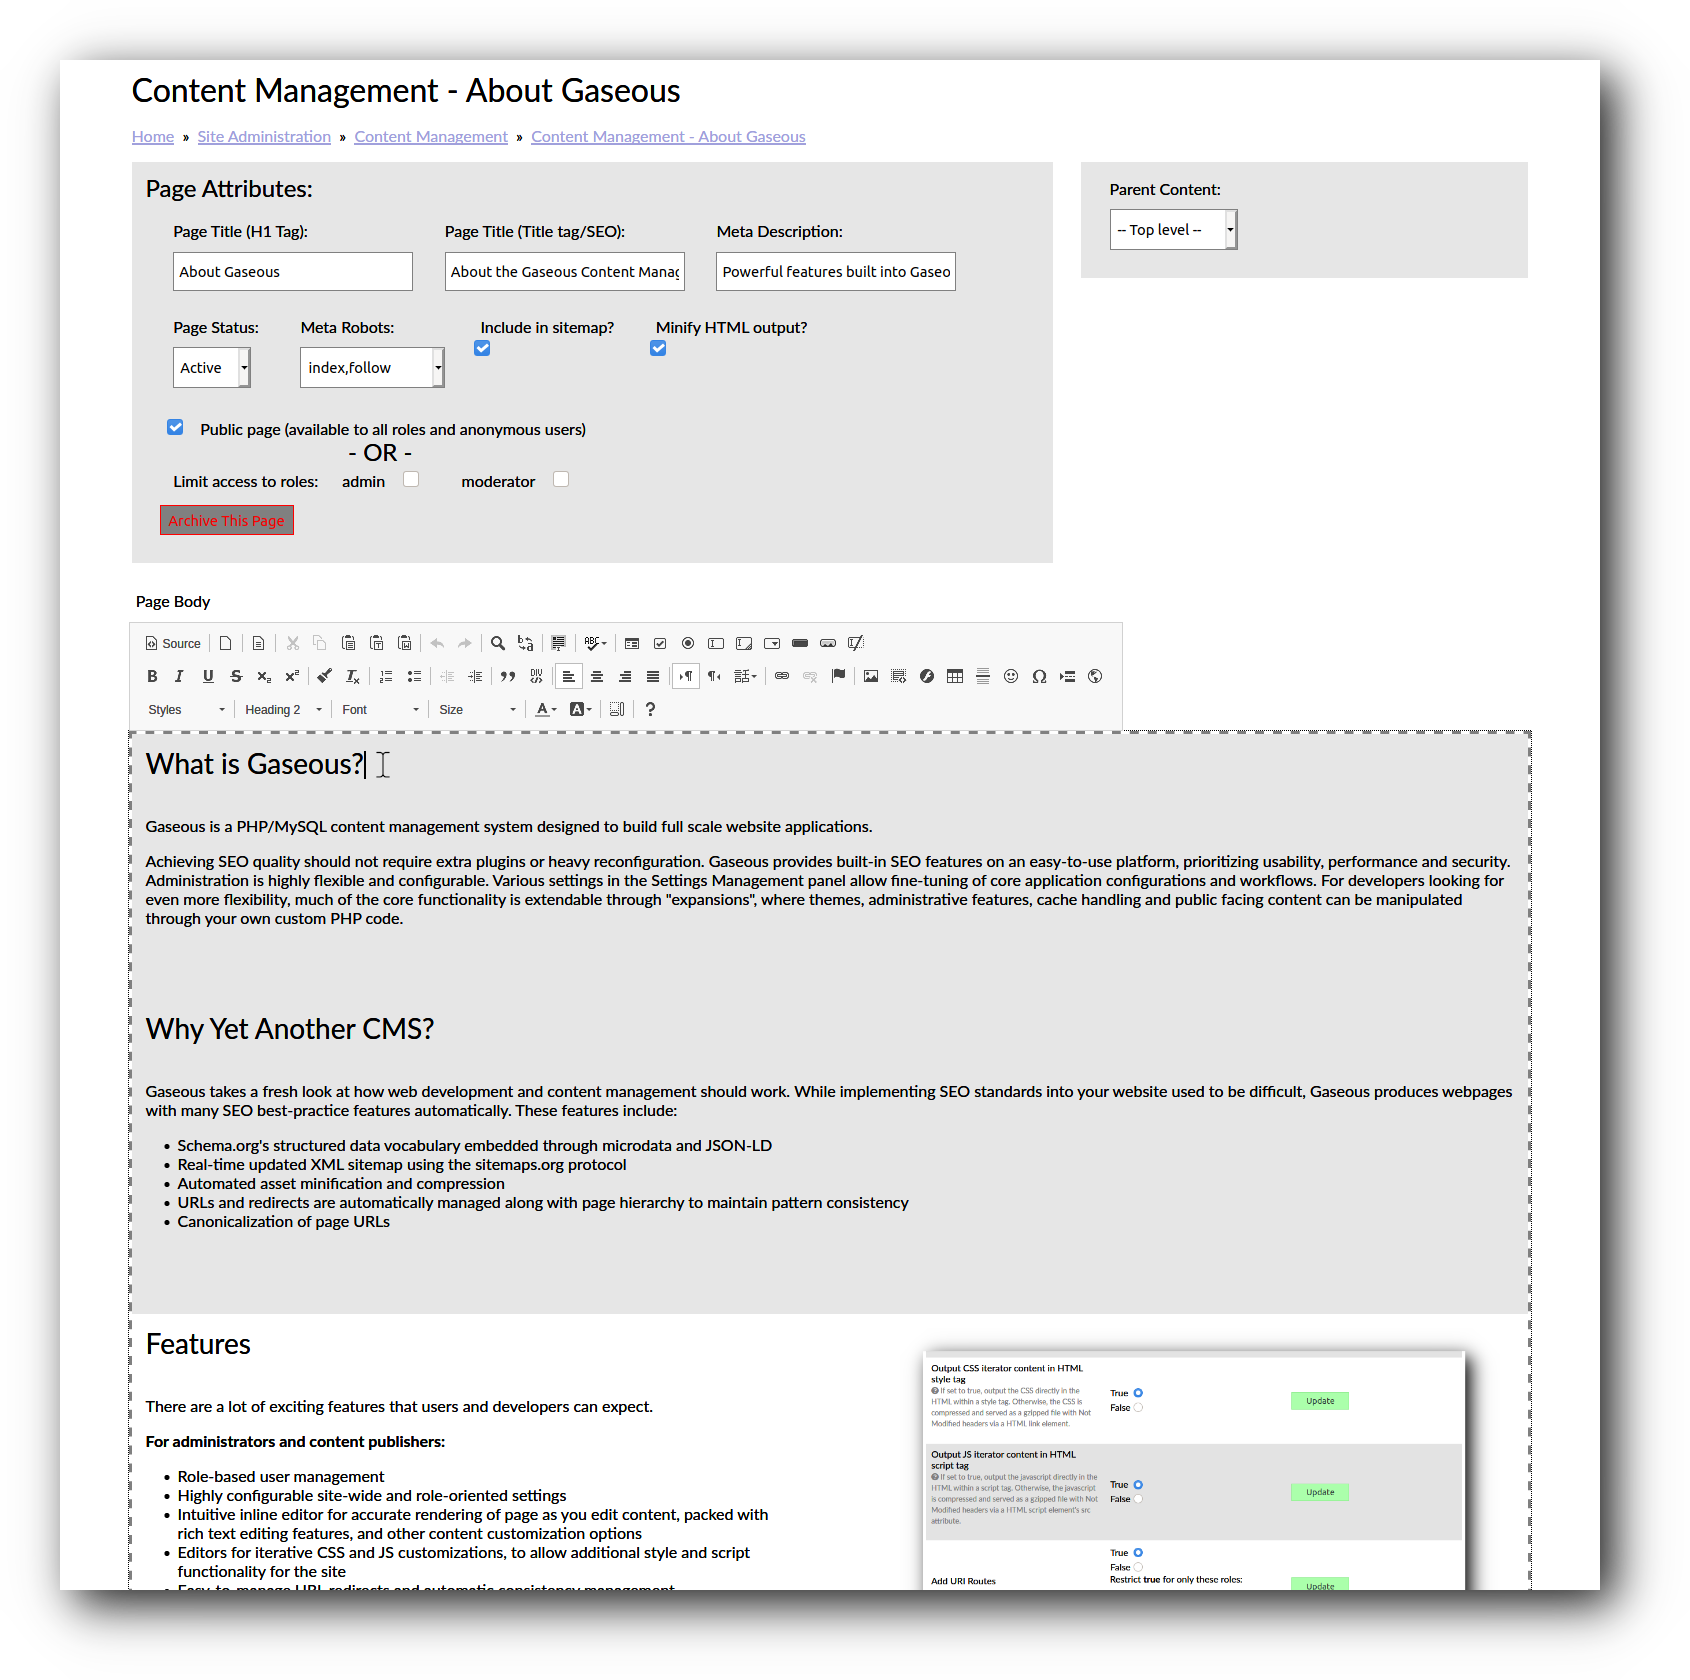 Content Management - About Gaseous
Home » Site Administration » Content Management » Content Management - About Gaseous
Page Attributes:
Page Title (H1 Tag): Page Title (Title tag/SEO): Meta Description:
About Gaseous About the Gaseous Content Manag Powerful features built into Gaseo
Page Status: Meta Robots: Include in sitemap? Minify HTML output?
Active index,follow
Public page (available to all roles and anonymous users)
- OR -
Limit access to roles: admin moderator
Archive This Page
Parent Content:
-- Top level --
Page Body
Source
Styles Heading 2 Font Size
What is Gaseous?
Gaseous is a PHP/MySQL content management system designed to build full scale website applications.
Achieving SEO quality should not require extra plugins or heavy reconfiguration. Gaseous provides built-in SEO features on an easy-to-use platform, prioritizing usability, performance and security.
Administration is highly flexible and configurable. Various settings in the Settings Management panel allow fine-tuning of core application configurations and workflows. For developers looking for
even more flexibility, much of the core functionality is extendable through "expansions", where themes, administrative features, cache handling and public facing content can be manipulated
through your own custom PHP code.
Why Yet Another CMS?
Gaseous takes a fresh look at how web development and content management should work. While implementing SEO standards into your website used to be difficult, Gaseous produces webpages
with many SEO best-practice features automatically. These features include:
• Schema.org's structured data vocabulary embedded through microdata and JSON-LD
• Real-time updated XML sitemap using the sitemaps.org protocol
• Automated asset minification and compression
• URLs and redirects are automatically managed along with page hierarchy to maintain pattern consistency
• Canonicalization of page URLs
Features
There are a lot of exciting features that users and developers can expect.
For administrators and content publishers:
• Role-based user management
• Highly configurable site-wide and role-oriented settings
• Intuitive inline editor for accurate rendering of page as you edit content, packed with
rich text editing features, and other content customization options
• Editors for iterative CSS and JS customizations, to allow additional style and script
functionality for the site
• Easy-to-manage URL redirects and automatic consistency management
Output CSS iterator content in HTML
style tag
If set to true, output the CSS directly in the
HTML within a style tag. Otherwise, the CSS is
compressed and served as a gzipped file with Not
Modified headers via a HTML link element.
True
False
Update
Output JS iterator content in HTML
script tag
If set to true, output the javascript directly in the
HTML within a script tag. Otherwise, the javascript
is compressed and served as a gzipped file with Not
Modified headers via a HTML script element's src
attribute.
True
False
Update
Add URI Routes
True
False
Restrict true for only these roles:
Update